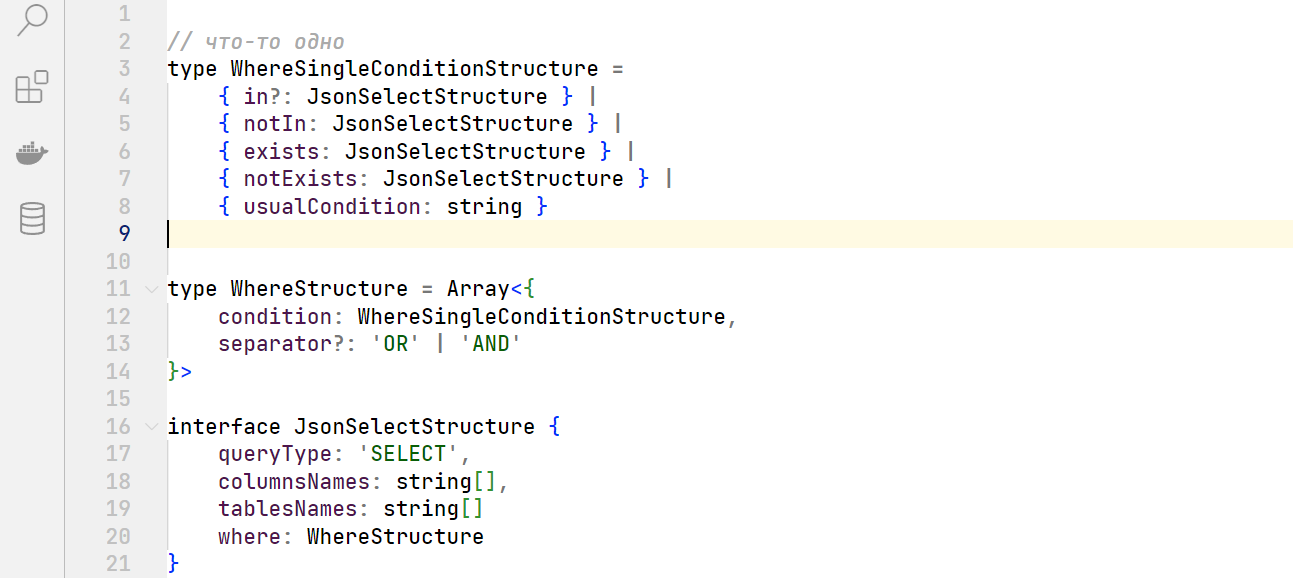 1
2 // что-то одно
3 type WhereSingleConditionStructure =
4     { in?: JsonSelectStructure } |
5     { notIn: JsonSelectStructure } |
6     { exists: JsonSelectStructure } |
7     { notExists: JsonSelectStructure } |
8     { usualCondition: string }
9
10
11 type WhereStructure = Array<{
12     condition: WhereSingleConditionStructure,
13     separator?: 'OR' | 'AND'
14 }>
15
16 interface JsonSelectStructure {
17     queryType: 'SELECT',
18     columnsNames: string[],
19     tablesNames: string[]
20     where: WhereStructure
21 }